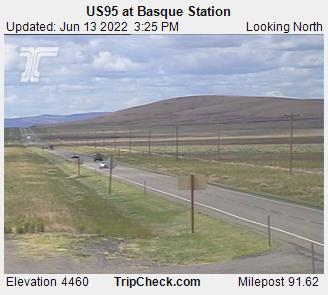 US95 at Basque Station
Updated: Jun 13 2022 3:25 PM Looking North
Elevation 4460 TripCheck.com Milepost 91.62